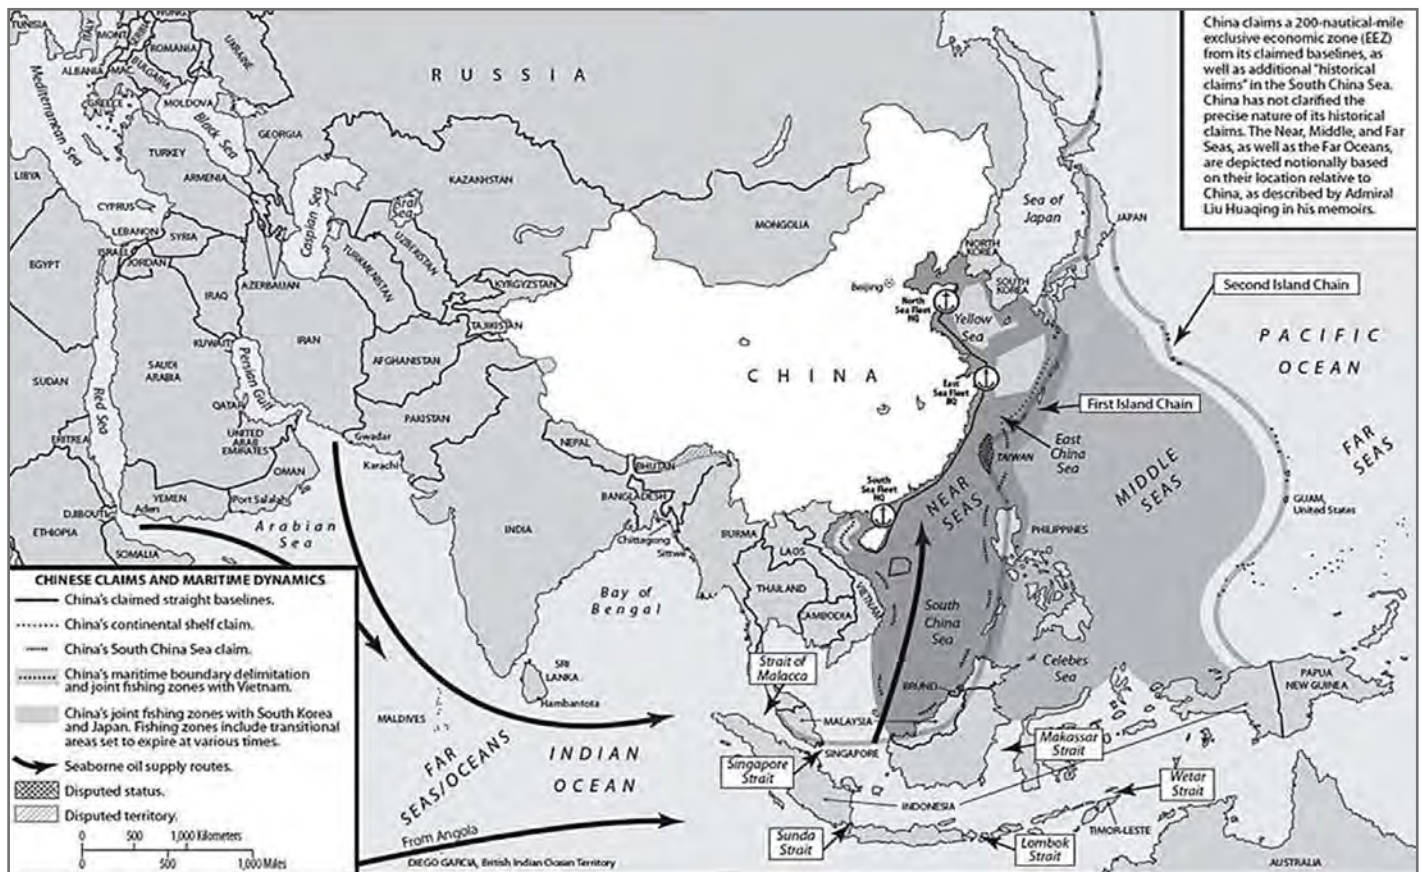 TUNISIA
ITALY
MONT.
SERBIA
HUNG.
ROMANIA
UKRAINE
RUSSIA
ALBANIA
MAC.
BULGARIA
GREECE
MOLDOVA
Mediterranean Sea
Black
Sea
GEORGIA
LIBYA
TURKEY
ARMENIA
CYPRUS
LEBANON
ISRAEL
SYRIA
JORDAN
EGYPT
IRAQ
AZERBAIJAN
Caspian Sea
Aral
Sea
KAZAKHSTAN
UZBEKISTAN
TURKMENISTAN
KYRGYZSTAN
TAJIKISTAN
MONGOLIA
China claims a 200-nautical-mile
exclusive economic zone (EEZ)
from its claimed baselines, as
well as additional "historical
claims" in the South China Sea.
China has not clarified the
precise nature of its historical
claims. The Near, Middle, and Far
Seas, as well as the Far Oceans,
are depicted notionally based
on their location relative to
China, as described by Admiral
Liu Huaqing in his memoirs.
Sea of
Japan
JAPAN
NORTH
KOREA
SOUTH
KOREA
Beijing
North
Sea Fleet
HQ
Yellow
Sea
Second Island Chain
PACIFIC
OCEAN
KUWAIT
IRAN
AFGHANISTAN
SAUDI
ARABIA
Persian Gulf
SUDAN
Red Sea
QATAR
UNITED
ARAB
EMIRATES
PAKISTAN
Gwadar
Karachi
CHINA
East
Sea Fleet
HQ
First Island Chain
East
China
Sea
TAIWAN
FAR
SEAS
MIDDLE
SEAS
NEAR
SEAS
NEPAL
BHUTAN
BANGLADESH
South
Sea Fleet
HQ
ERITREA
OMAN
YEMEN
Port Salalah
DJIBOUTI
Aden
ETHIOPIA
SOMALIA
Arabian
Sea
INDIA
Chittagong
Sittwe
BURMA
LAOS
PHILIPPINES
GUAM,
United States
Bay of
Bengal
THAILAND
CAMBODIA
VIETNAM
South
China
Sea
Celebes
Sea
Strait of
Malacca
SRI
LANKA
Hambantota
MALDIVES
BRUNEI
PAPUA
NEW GUINEA
MALAYSIA
SINGAPORE
FAR
SEAS/OCEANS
INDIAN
OCEAN
Makassar
Strait
Singapore
Strait
Wetar
Strait
INDONESIA
TIMOR-LESTE
Sunda
Strait
Lombok
Strait
AUSTRALIA
From Angola
DIEGO GARCIA, British Indian Ocean Territory
CHINESE CLAIMS AND MARITIME DYNAMICS
China's claimed straight baselines.
China's continental shelf claim.
China's South China Sea claim.
China's maritime boundary delimitation
and joint fishing zones with Vietnam.
China's joint fishing zones with South Korea
and Japan. Fishing zones include transitional
areas set to expire at various times.
Seaborne oil supply routes.
Disputed status.
Disputed territory.
0 500 1,000 Kilometers
0 500 1,000 Miles